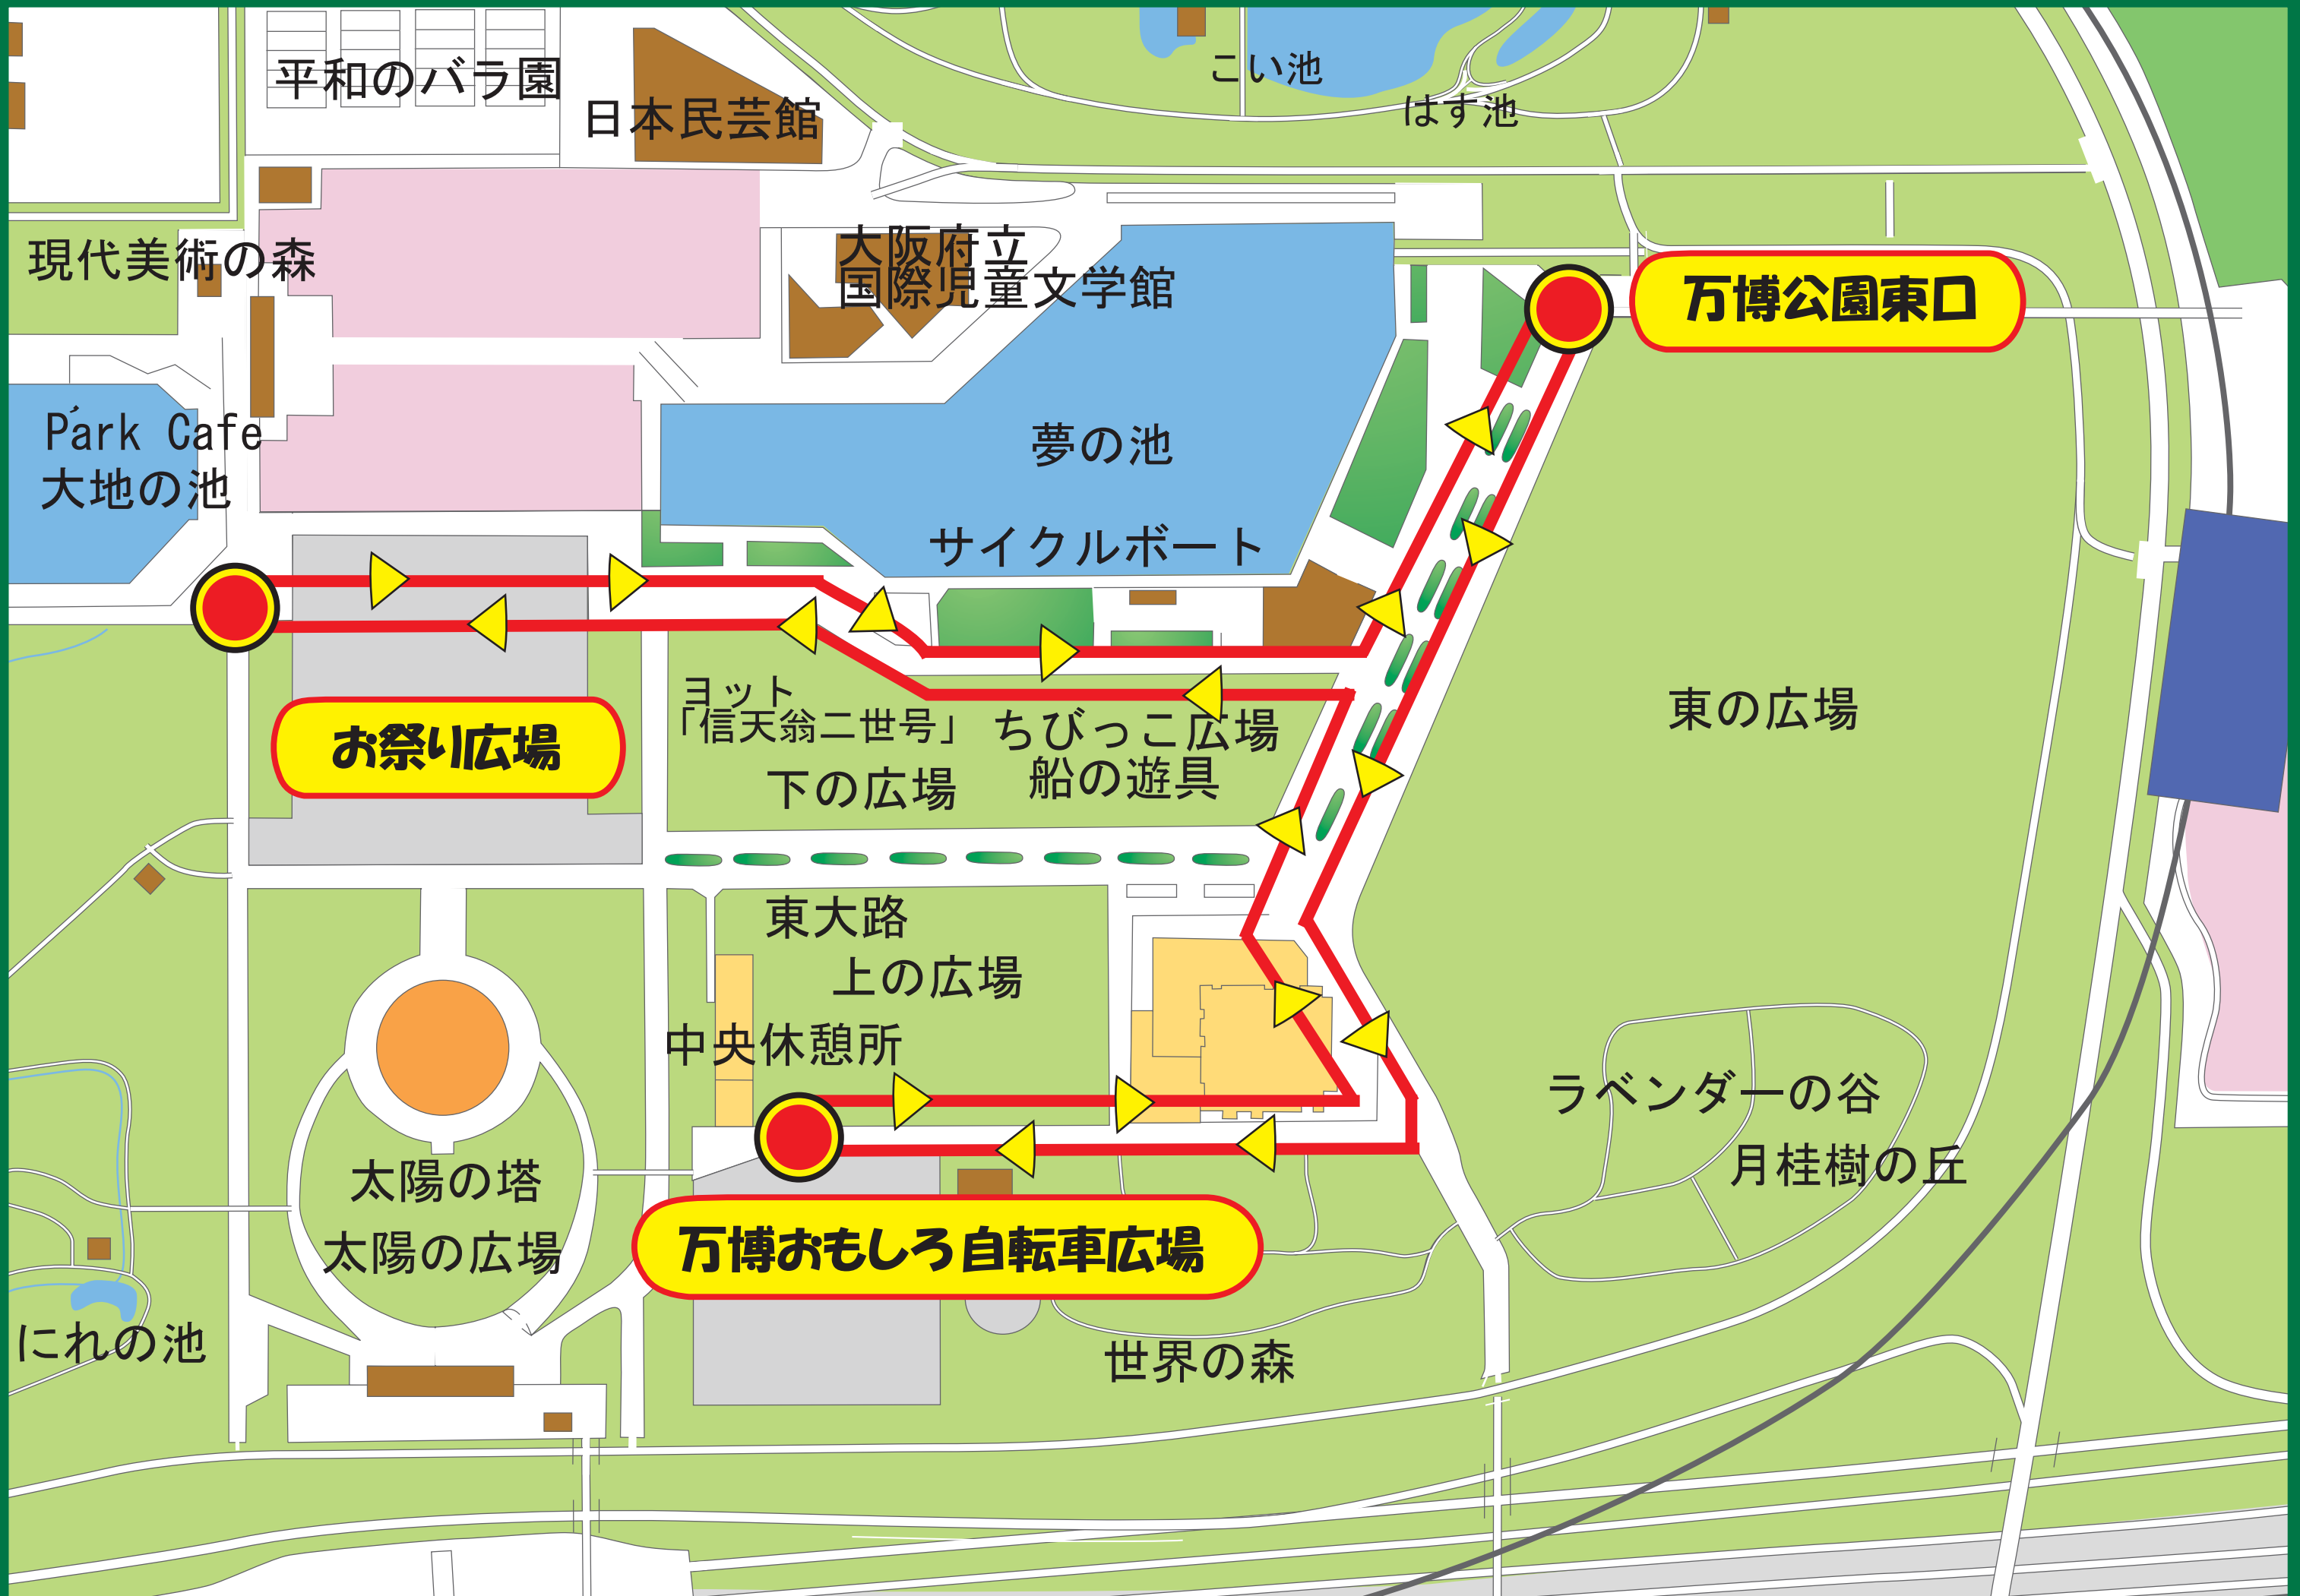 平和のバラ園
日本民芸館
こい池
はす池
現代美術の森
大阪府立
国際児童文学館
万博公園東口
Park Cafe
大地の池
夢の池
サイクルボート
お祭り広場
ヨット
「信天翁二世号」
ちびっこ広場
船の遊具
下の広場
東の広場
東大路
上の広場
中央休憩所
ラベンダーの谷
月桂樹の丘
太陽の塔
太陽の広場
万博おもしろ自転車広場
にれの池
世界の森